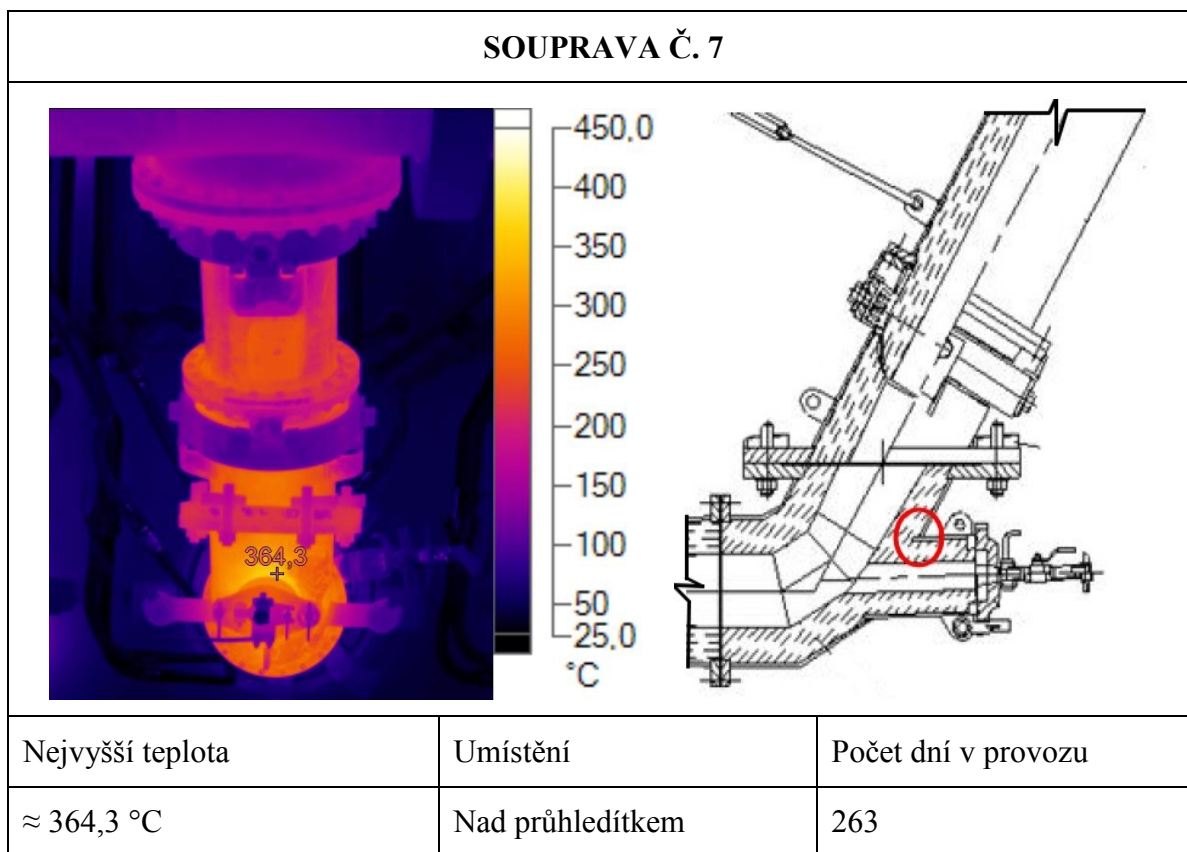 SOUPRAVA Č. 7
450,0
400
350
300
250
200
150
100
50
25,0
°C
364,3
Nejvyšší teplota
Umístění
Počet dní v provozu
≈ 364,3 °C
Nad průhledítkem
263